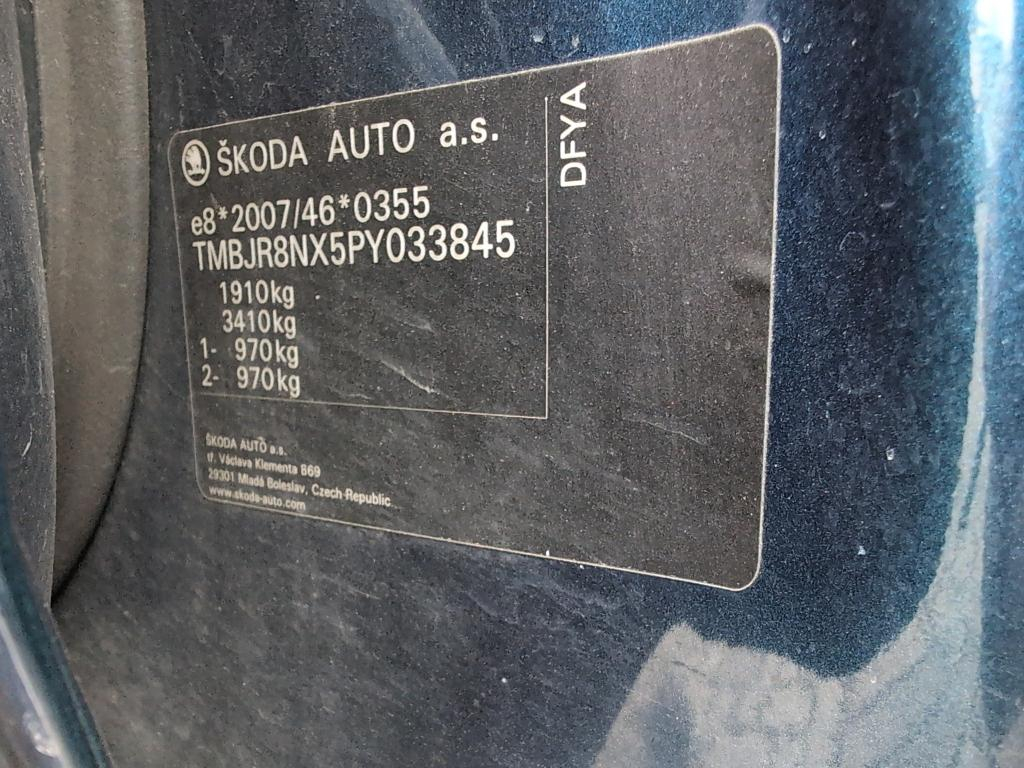 ŠKODA AUTO a.s.
e8*2007/46*0355
TMBJR8NX5PY033845
1910kg
3410kg
1- 970kg
2- 970kg
DFYA
ŠKODA AUTO a.s.
tř. Václava Klementa 869
29301 Mladá Boleslav, Czech Republic
www.skoda-auto.com